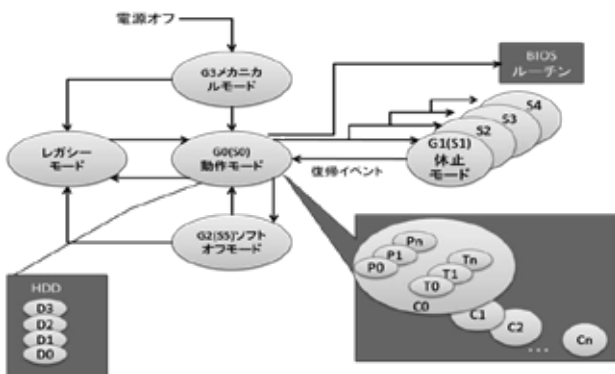 電源オフ
G3メカニカ
ルモード
BIOS
ルーチン
S4
S3
S2
G1(S1)
休止
モード
レガシー
モード
G0(S0)
動作モード
復帰イベント
G2(S5)ソフト
オフモード
HDD
D3
D2
D1
D0
Pn
P1
P0
Tn
T1
T0
C0
C1
C2
...
Cn